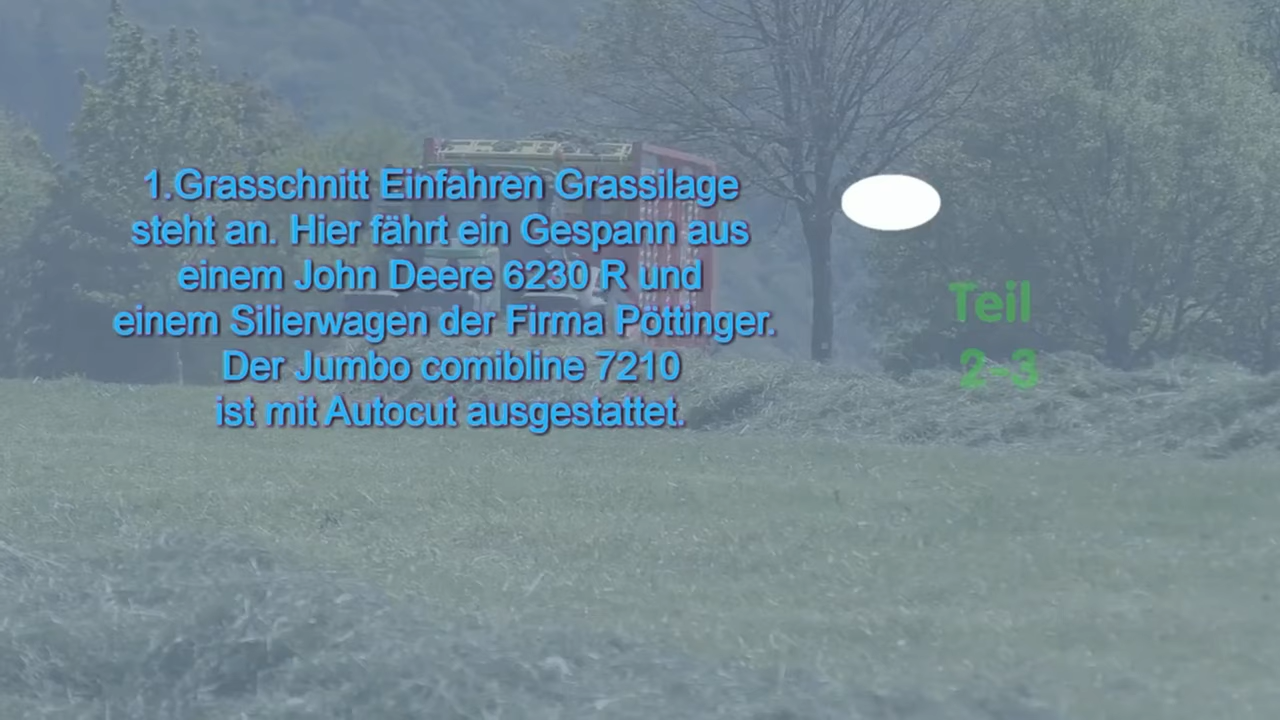 1.Grasschnitt Einfahren Grassilage
steht an. Hier fährt ein Gespann aus
einem John Deere 6230 R und
einem Silierwagen der Firma Pöttinger.
Der Jumbo comibline 7210
ist mit Autocut ausgestattet.
Teil
2-3